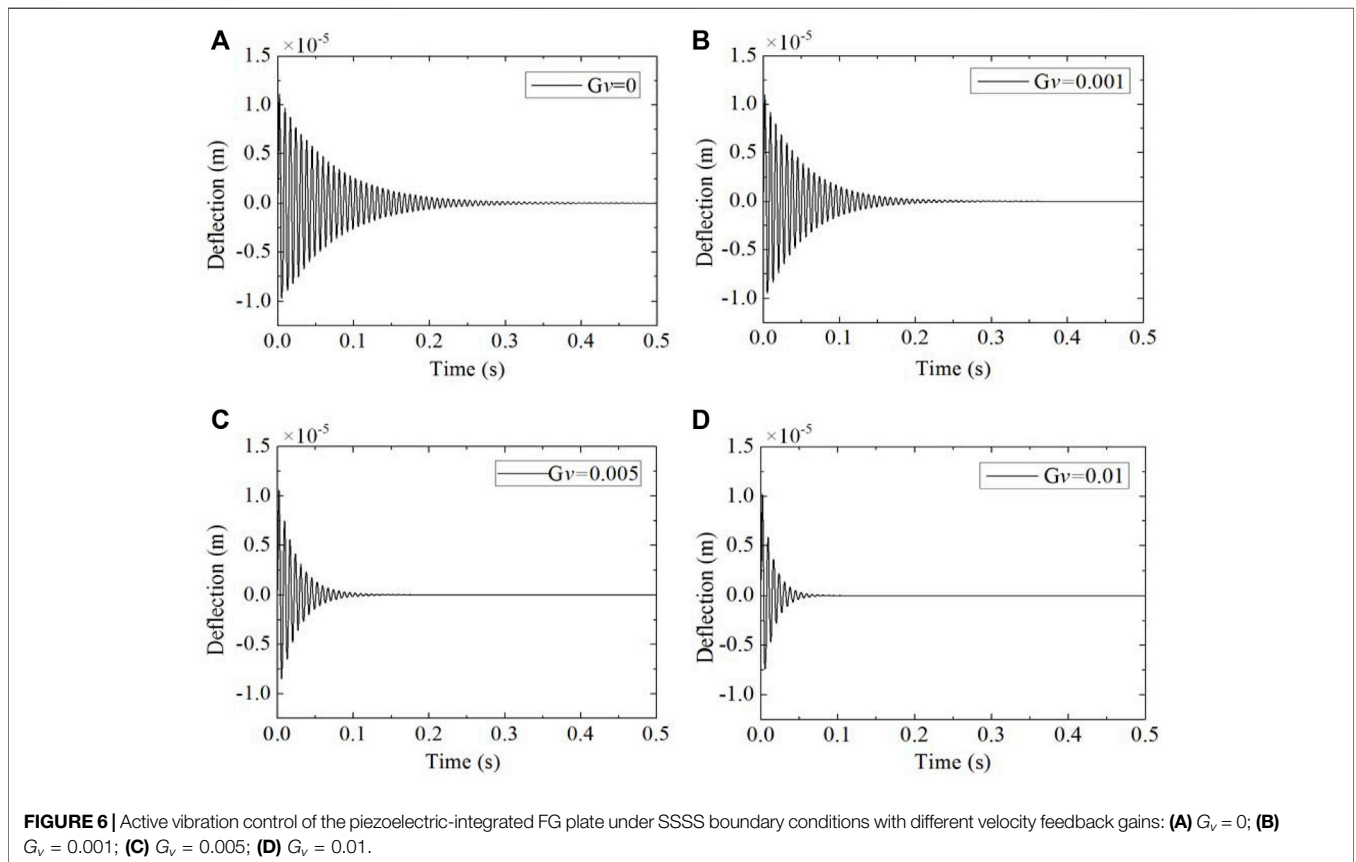 A
×10-5
1.5
1.0
0.5
0.0
-0.5
-1.0
Deflection (m)
Gv=0
0.0 0.1 0.2 0.3 0.4 0.5
Time (s)
B
×10-5
1.5
1.0
0.5
0.0
-0.5
-1.0
Deflection (m)
Gv=0.001
0.0 0.1 0.2 0.3 0.4 0.5
Time (s)
C
×10-5
1.5
1.0
0.5
0.0
-0.5
-1.0
Deflection (m)
Gv=0.005
0.0 0.1 0.2 0.3 0.4 0.5
Time (s)
D
×10-5
1.5
1.0
0.5
0.0
-0.5
-1.0
Deflection (m)
Gv=0.01
0.0 0.1 0.2 0.3 0.4 0.5
Time (s)
FIGURE 6 | Active vibration control of the piezoelectric-integrated FG plate under SSSS boundary conditions with different velocity feedback gains: (A) Gv = 0; (B)
Gv = 0.001; (C) Gv = 0.005; (D) Gv = 0.01.